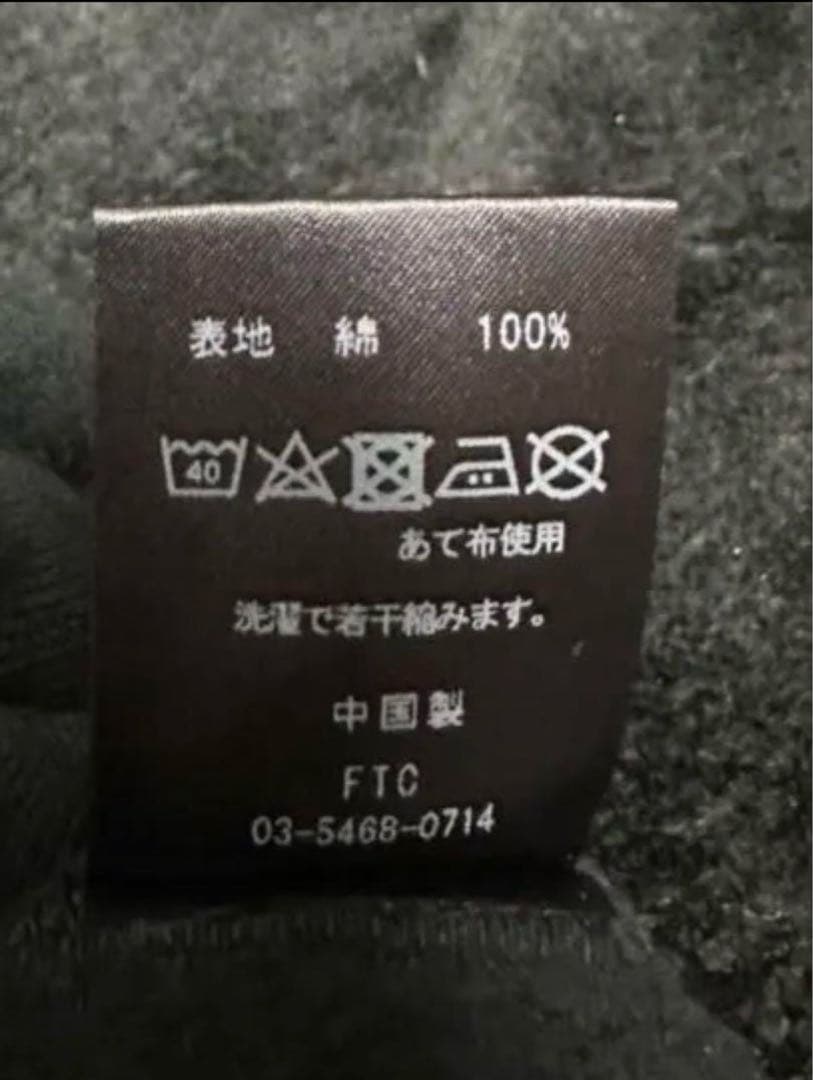 表地 綿 100%
40
あて布使用
洗濯で若干縮みます。
中国製
FTC
03-5468-0714